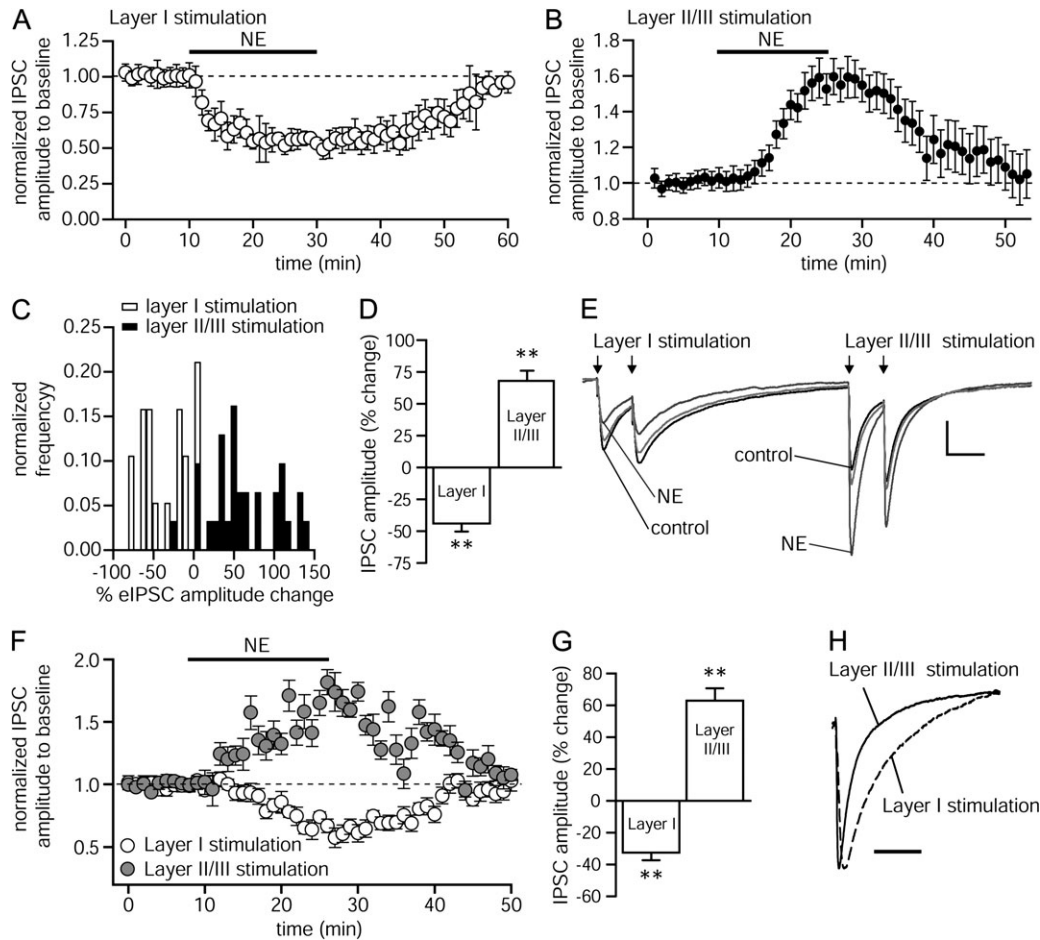 A
Layer I stimulation
NE
normalized IPSC
amplitude to baseline
1.25
1.00
0.75
0.50
0.25
0.00
0 10 20 30 40 50 60
time (min)
B
Layer II/III stimulation
NE
normalized IPSC
amplitude to baseline
1.8
1.6
1.4
1.2
1.0
0.8
0 10 20 30 40 50
time (min)
C
layer I stimulation
layer II/III stimulation
normalized
frequencyy
0.25
0.20
0.15
0.10
0.05
0.00
-100 -50 0 50 100 150
% eIPSC amplitude change
D
IPSC amplitude (% change)
100
75
50
25
0
-25
-50
-75
**
Layer
II/III
Layer I
**
E
Layer I stimulation
Layer II/III stimulation
control
NE
control
NE
F
NE
normalized IPSC
amplitude to baseline
2.0
1.5
1.0
0.5
Layer I stimulation
Layer II/III stimulation
0 10 20 30 40 50
time (min)
G
IPSC amplitude (% change)
80
60
40
20
0
-20
-40
-60
**
Layer
II/III
Layer I
**
H
Layer II/III stimulation
Layer I stimulation